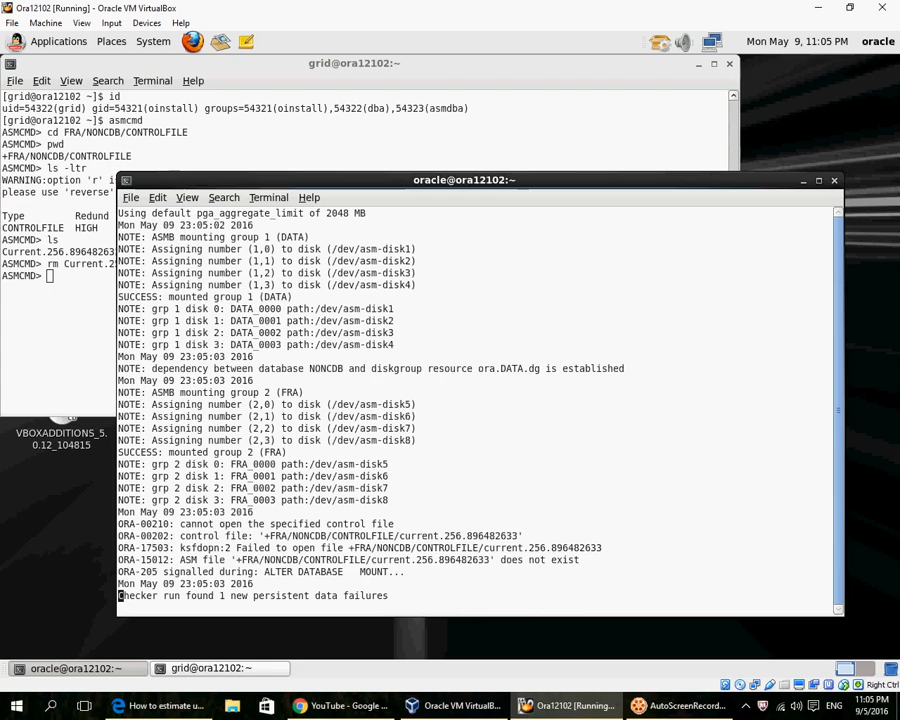 Ora12102 [Running] - Oracle VM VirtualBox
File Machine View Input Devices Help
Applications Places System Mon May 9, 11:05 PM oracle
grid@ora12102:~
File Edit View Search Terminal Help
[grid@ora12102 ~]$ id
uid=54322(grid) gid=54321(oinstall) groups=54321(oinstall),54322(dba),54323(asmdba)
[grid@ora12102 ~]$ asmcmd
ASMCMD> cd FRA/NONCDB/CONTROLFILE
ASMCMD> pwd
+FRA/NONCDB/CONTROLFILE
ASMCMD> ls -ltr
WARNING:option 'r' i
please use 'reverse'
Type Redund
CONTROLFILE HIGH
ASMCMD> ls
Current.256.896482633
ASMCMD> rm Current.2
ASMCMD>
oracle@ora12102:~
File Edit View Search Terminal Help
Using default pga_aggregate_limit of 2048 MB
Mon May 09 23:05:02 2016
NOTE: ASMB mounting group 1 (DATA)
NOTE: Assigning number (1,0) to disk (/dev/asm-disk1)
NOTE: Assigning number (1,1) to disk (/dev/asm-disk2)
NOTE: Assigning number (1,2) to disk (/dev/asm-disk3)
NOTE: Assigning number (1,3) to disk (/dev/asm-disk4)
SUCCESS: mounted group 1 (DATA)
NOTE: grp 1 disk 0: DATA_0000 path:/dev/asm-disk1
NOTE: grp 1 disk 1: DATA_0001 path:/dev/asm-disk2
NOTE: grp 1 disk 2: DATA_0002 path:/dev/asm-disk3
NOTE: grp 1 disk 3: DATA_0003 path:/dev/asm-disk4
Mon May 09 23:05:03 2016
NOTE: dependency between database NONCDB and diskgroup resource ora.DATA.dg is established
Mon May 09 23:05:03 2016
NOTE: ASMB mounting group 2 (FRA)
NOTE: Assigning number (2,0) to disk (/dev/asm-disk5)
NOTE: Assigning number (2,1) to disk (/dev/asm-disk6)
NOTE: Assigning number (2,2) to disk (/dev/asm-disk7)
NOTE: Assigning number (2,3) to disk (/dev/asm-disk8)
SUCCESS: mounted group 2 (FRA)
NOTE: grp 2 disk 0: FRA_0000 path:/dev/asm-disk5
NOTE: grp 2 disk 1: FRA_0001 path:/dev/asm-disk6
NOTE: grp 2 disk 2: FRA_0002 path:/dev/asm-disk7
NOTE: grp 2 disk 3: FRA_0003 path:/dev/asm-disk8
Mon May 09 23:05:03 2016
ORA-00210: cannot open the specified control file
ORA-00202: control file: '+FRA/NONCDB/CONTROLFILE/current.256.896482633'
ORA-17503: ksfdopn:2 Failed to open file +FRA/NONCDB/CONTROLFILE/current.256.896482633
ORA-15012: ASM file '+FRA/NONCDB/CONTROLFILE/current.256.896482633' does not exist
ORA-205 signalled during: ALTER DATABASE MOUNT...
Mon May 09 23:05:03 2016
Checker run found 1 new persistent data failures
VBOXADDITIONS_5.
0.12_104815
oracle@ora12102:~ grid@ora12102:~
Right Ctrl
How to estimate u... YouTube - Google ... Oracle VM VirtualB... Ora12102 [Running... AutoScreenRecord... ENG 11:05 PM
9/5/2016